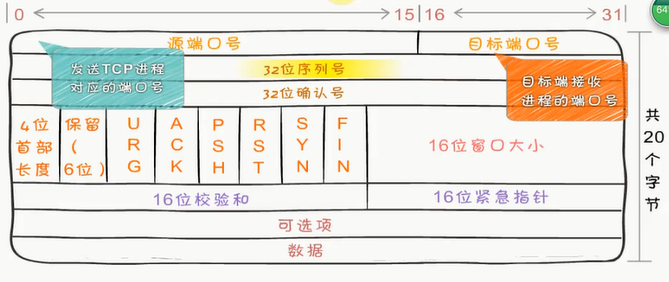 0 15 16 31
64
源端口号 目标端口号
发送TCP进程
对应的端口号
32位序列号
目标端接收
进程的端口号
32位确认号
4位
首部
长度
保留
(
6位)
URG
ACK
PSH
RST
SYN
FIN
16位窗口大小
共20个字节
16位校验和 16位紧急指针
可选项
数据